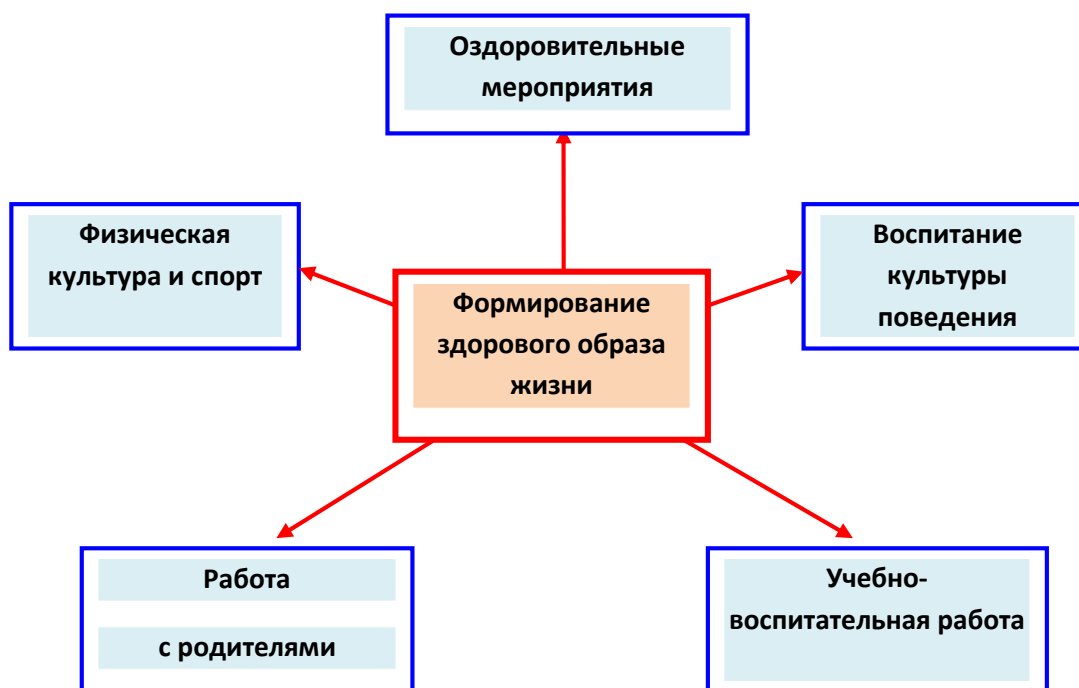 Оздоровительные
мероприятия
Физическая
культура и спорт
Воспитание
культуры
поведения
Формирование
здорового образа
жизни
Работа
с родителями
Учебно-
воспитательная работа